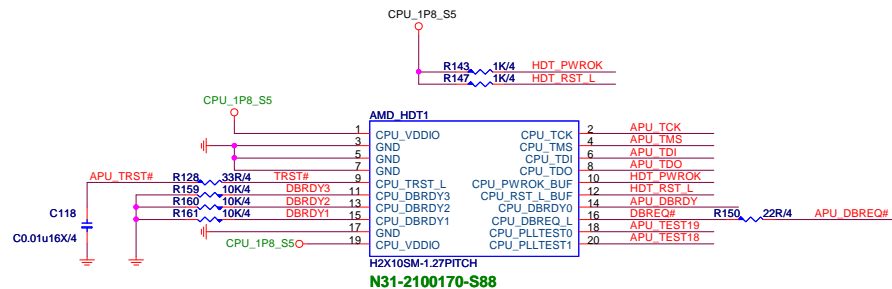 CPU_1P8_S5
R143 1K/4 HDT_PWROK
R147 1K/4 HDT_RST_L
CPU_1P8_S5
AMD_HDT1
1 CPU_VDDIO CPU_TCK 2 APU_TCK
3 GND CPU_TMS 4 APU_TMS
5 GND CPU_TDI 6 APU_TDI
7 GND CPU_TDO 8 APU_TDO
APU_TRST# R128 33R/4 TRST# 9 CPU_TRST_L CPU_PWROK_BUF 10 HDT_PWROK
R159 10K/4 DBRDY3 11 CPU_DBRDY3 CPU_RST_L_BUF 12 HDT_RST_L
R160 10K/4 DBRDY2 13 CPU_DBRDY2 CPU_DBRDY0 14 APU_DBRDY
R161 10K/4 DBRDY1 15 CPU_DBRDY1 CPU_DBREQ_L 16 DBREQ# R150 22R/4 APU_DBREQ#
C118
17 GND CPU_PLLTEST0 18 APU_TEST19
C0.01u16X/4
CPU_1P8_S5 19 CPU_VDDIO CPU_PLLTEST1 20 APU_TEST18
H2X10SM-1.27PITCH
N31-2100170-S88